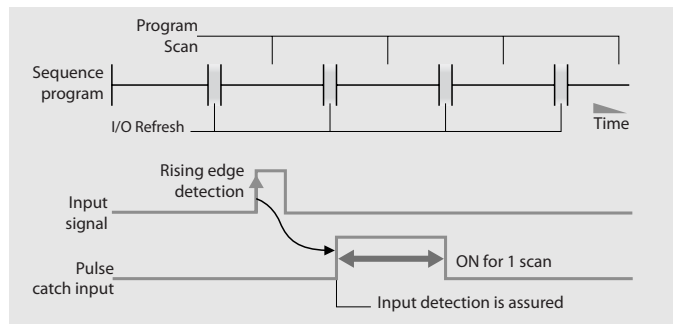 Program
Scan
Sequence
program
I/O Refresh
Time
Rising edge
detection
Input
signal
ON for 1 scan
Pulse
catch input
Input detection is assured